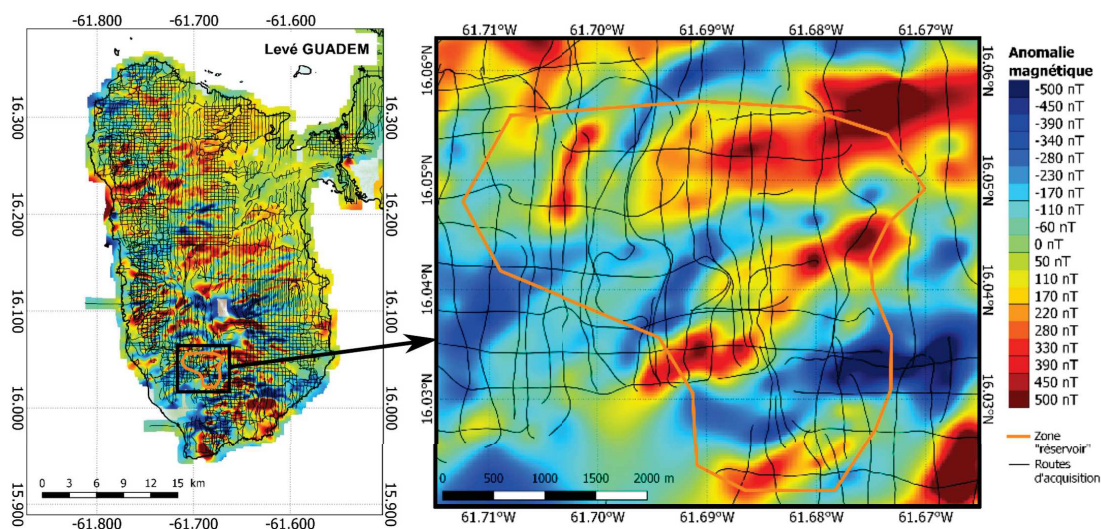 -61.800 -61.700 -61.600
Levé GUADEM
16.300
16.200
16.100
16.000
15.900
16.300
16.200
16.100
16.000
15.900
0 3 6 9 12 15 km
-61.800 -61.700 -61.600
61.71°W 61.70°W 61.69°W 61.68°W 61.67°W
16.06°N
16.05°N
16.04°N
16.03°N
16.06°N
16.05°N
16.04°N
16.03°N
0 500 1000 1500 2000 m
61.71°W 61.70°W 61.69°W 61.68°W 61.67°W
Anomalie
magnétique
-500 nT
-450 nT
-390 nT
-340 nT
-280 nT
-230 nT
-170 nT
-110 nT
-60 nT
0 nT
50 nT
110 nT
170 nT
220 nT
280 nT
330 nT
390 nT
450 nT
500 nT
Zone
"réservoir"
Routes
d'acquisition